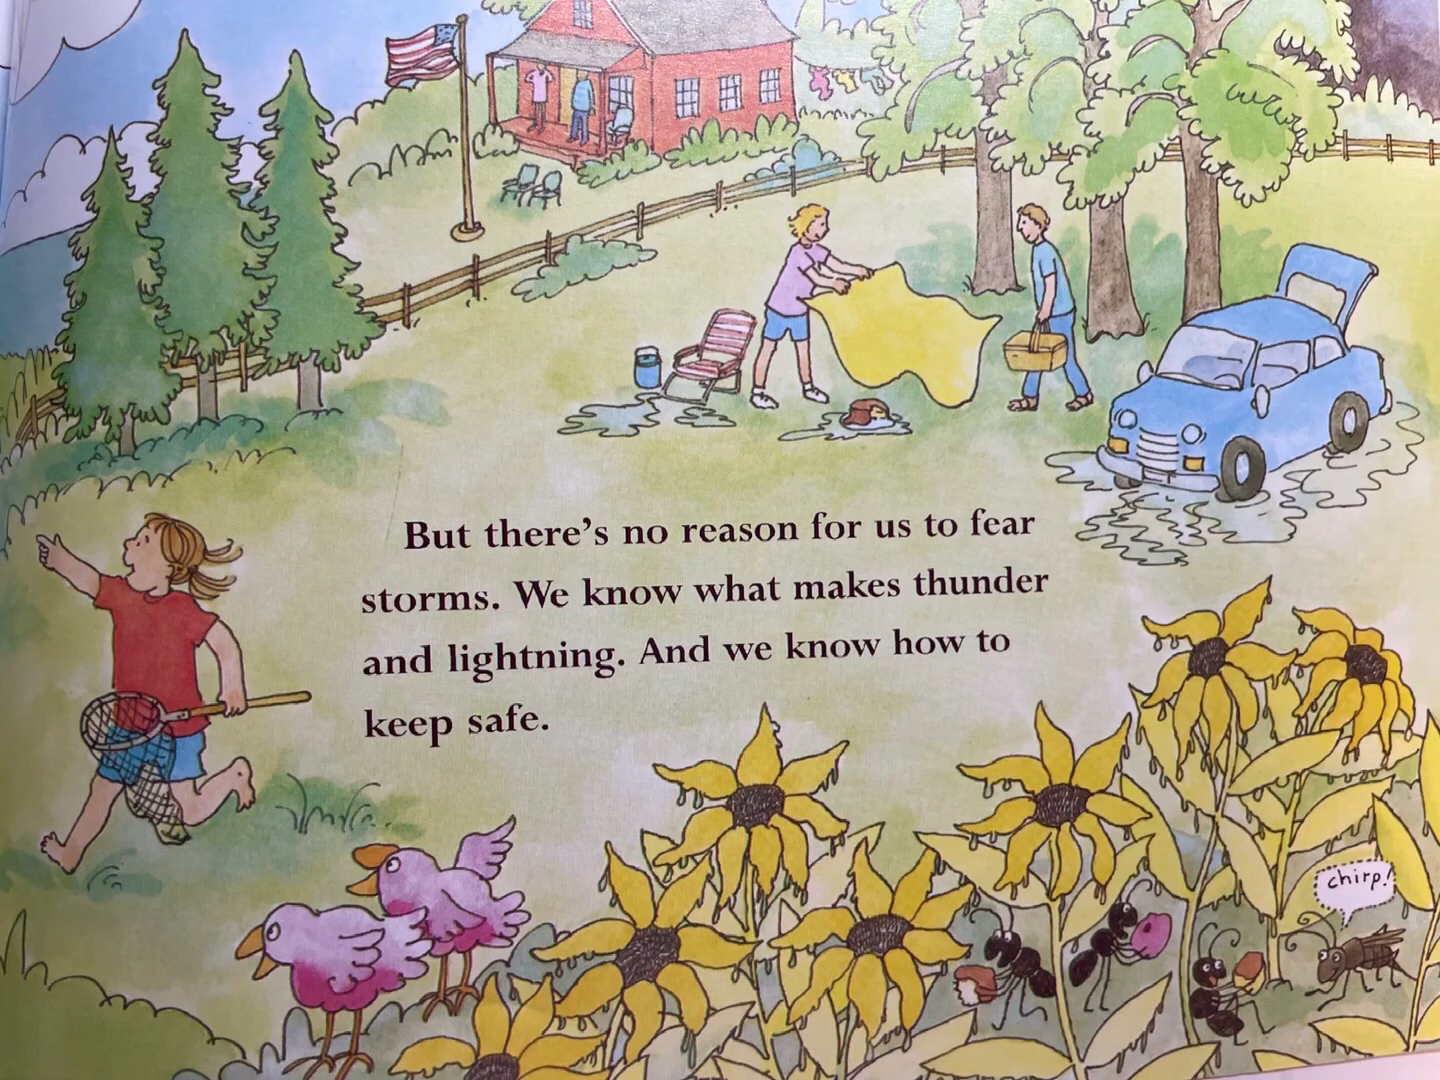 But there's no reason for us to fear
storms. We know what makes thunder
and lightning. And we know how to
keep safe.
chirp!